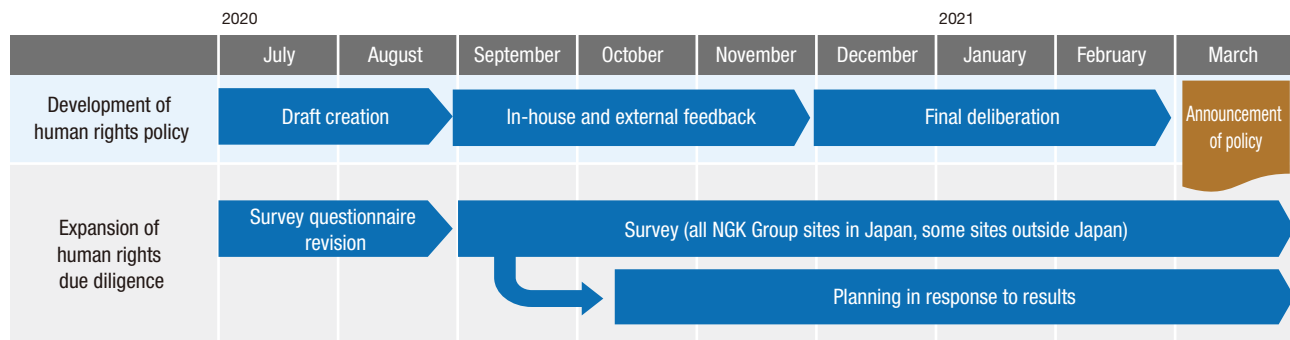 2020
2021
July
August
September
October
November
December
January
February
March
Development of
human rights policy
Draft creation
In-house and external feedback
Final deliberation
Announcement
of policy
Expansion of
human rights
due diligence
Survey questionnaire
revision
Survey (all NGK Group sites in Japan, some sites outside Japan)
Planning in response to results